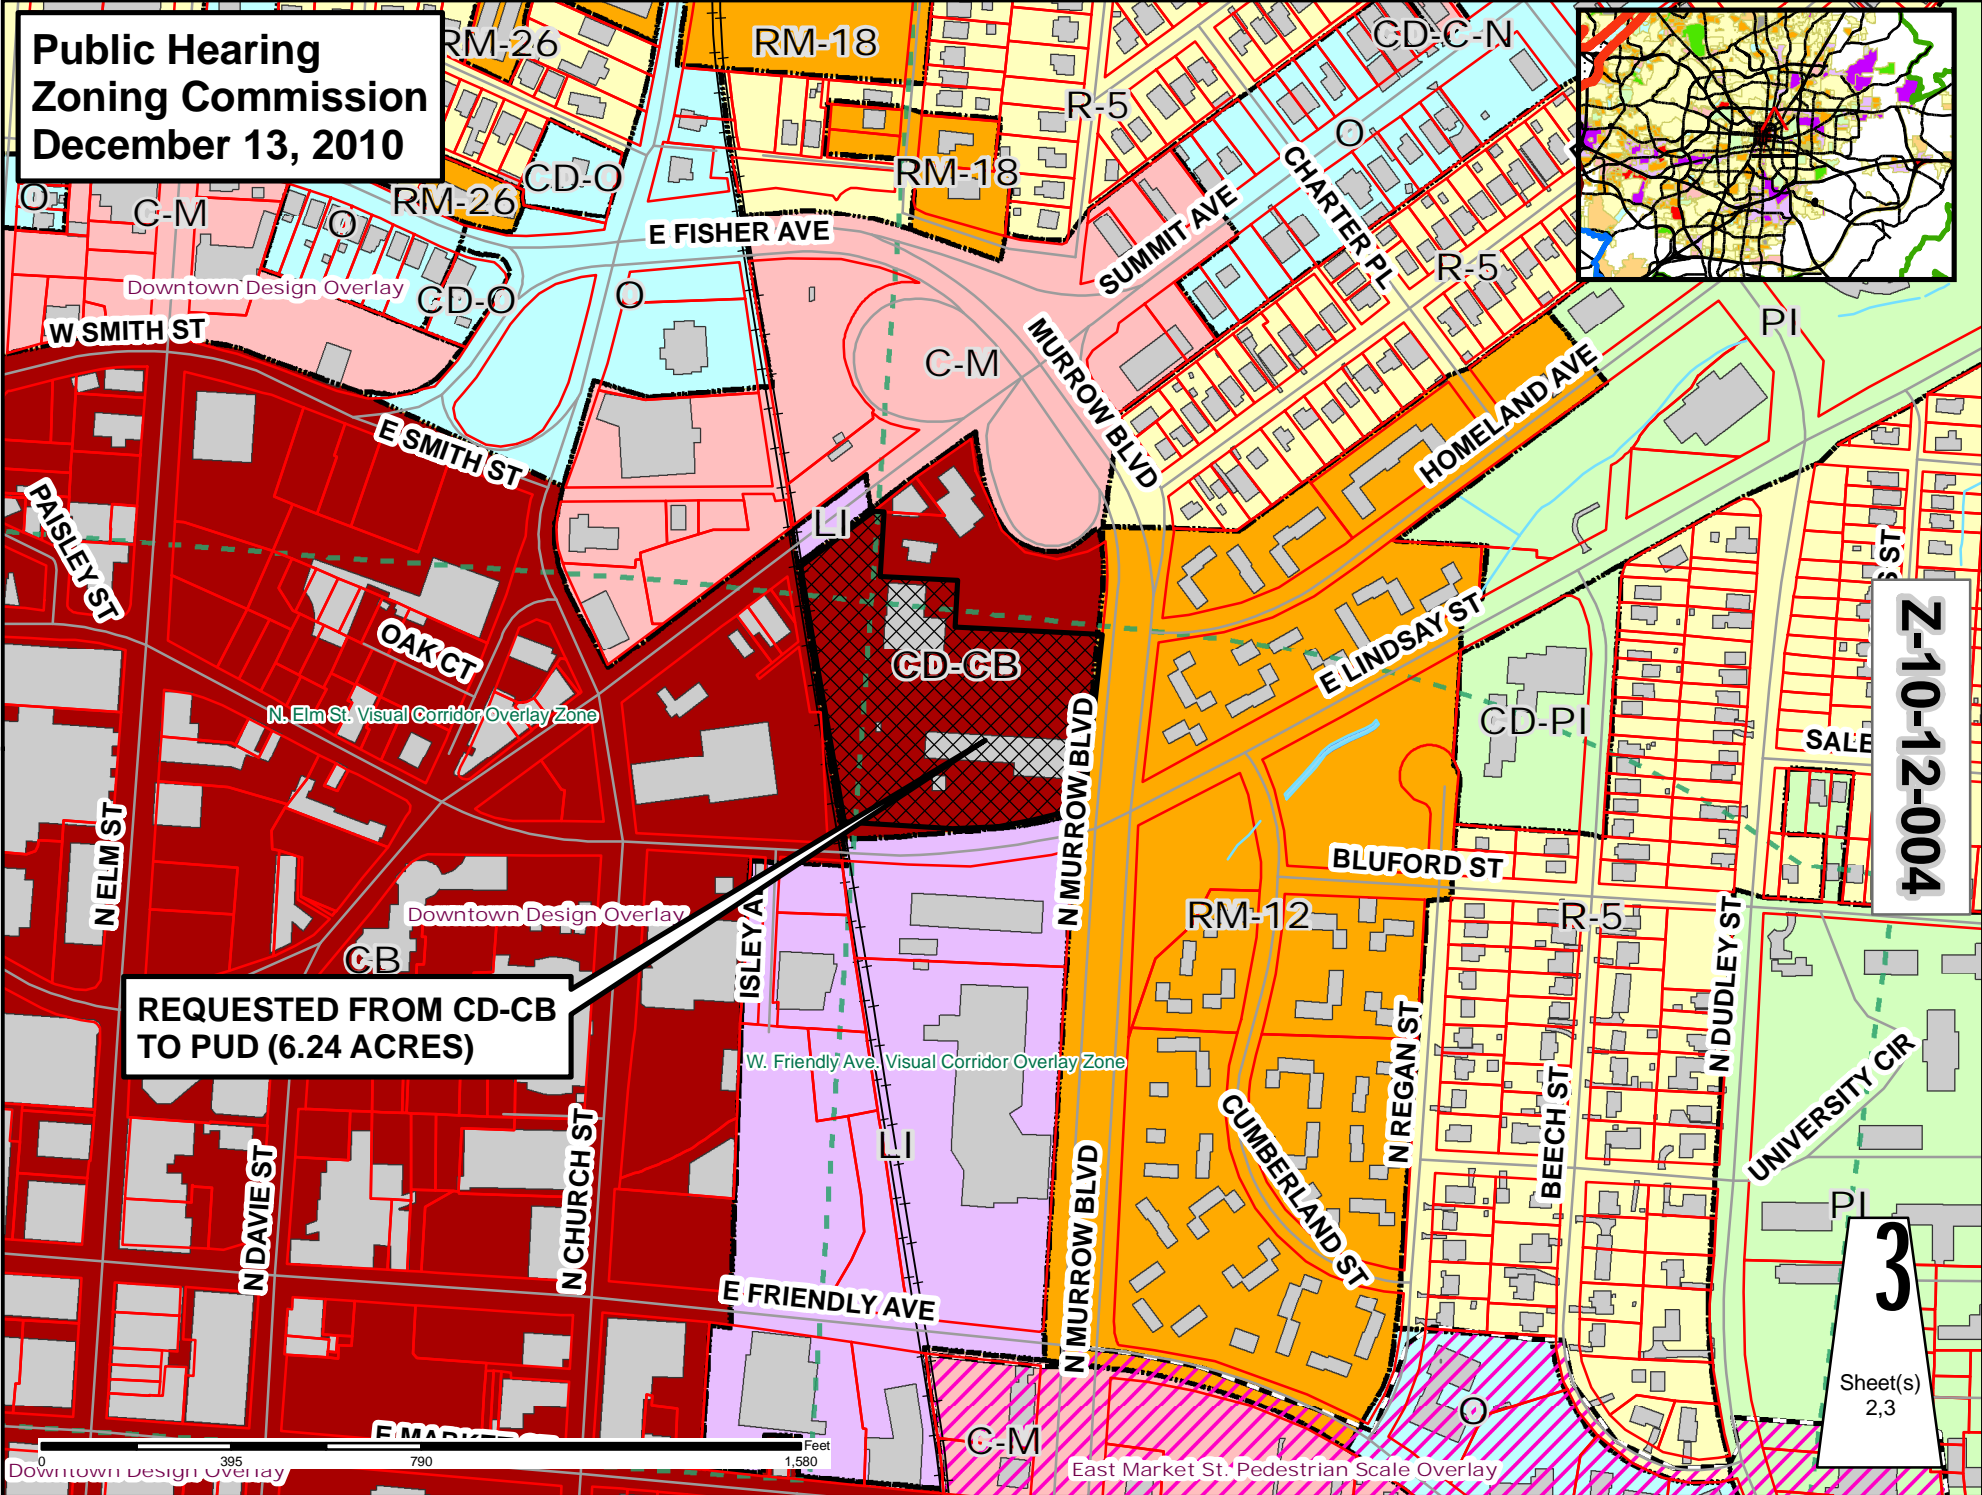 Public Hearing
Zoning Commission
December 13, 2010
RM-26
RM-18
CD-C-N
R-5
O
RM-18
CD-O
RM-26
O
C-M
O
CHARTER PL
E FISHER AVE
SUMMIT AVE
R-5
Downtown Design Overlay
CD-O
O
PI
W SMITH ST
C-M
MURROW BLVD
HOMELAND AVE
E SMITH ST
PAISLEY ST
LI
OAK CT
CD-CB
E LINDSAY ST
S ST
Z-10-12-004
N. Elm St. Visual Corridor Overlay Zone
CD-PI
SALE
N MURROW BLVD
N ELM ST
BLUFORD ST
Downtown Design Overlay
ISLEY A
RM-12
R-5
N DUDLEY ST
CB
REQUESTED FROM CD-CB
TO PUD (6.24 ACRES)
W. Friendly Ave. Visual Corridor Overlay Zone
N REGAN ST
BEECH ST
UNIVERSITY CIR
LI
CUMBERLAND ST
N DAVIE ST
N CHURCH ST
N MURROW BLVD
PI
E FRIENDLY AVE
3
Sheet(s)
2,3
C-M
O
E MARKET ST
Feet
0 395 790 1,580
Downtown Design Overlay
East Market St. Pedestrian Scale Overlay